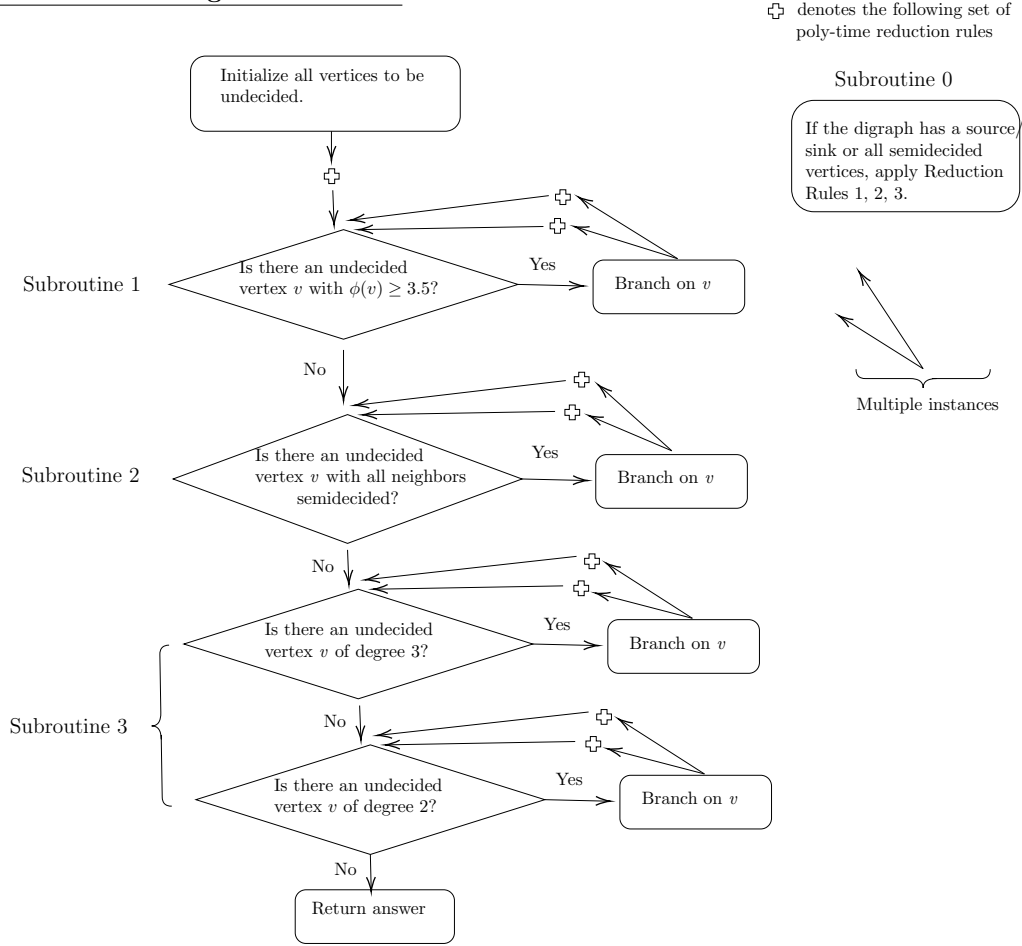 denotes the following set of
poly-time reduction rules
Subroutine 0
If the digraph has a source/
sink or all semidecided
vertices, apply Reduction
Rules 1, 2, 3.
Multiple instances
Initialize all vertices to be
undecided.
Subroutine 1
Is there an undecided
vertex v with ϕ(v) ≥ 3.5?
Yes
Branch on v
No
Subroutine 2
Is there an undecided
vertex v with all neighbors
semidecided?
Yes
Branch on v
No
Subroutine 3
Is there an undecided
vertex v of degree 3?
Yes
Branch on v
No
Is there an undecided
vertex v of degree 2?
Yes
Branch on v
No
Return answer